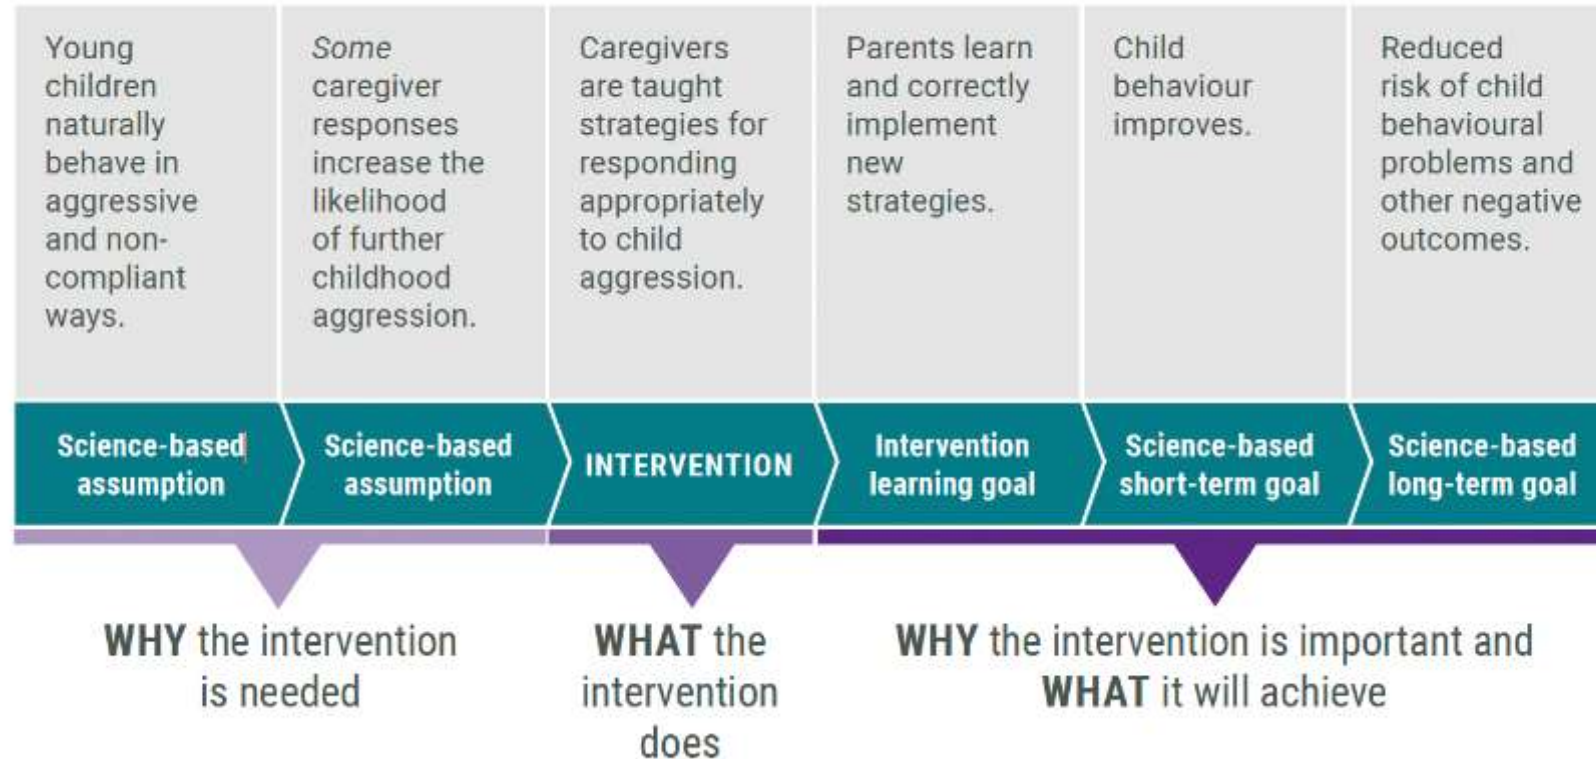 Young
children
naturally
behave in
aggressive
and non-
compliant
ways.
Some
caregiver
responses
increase the
likelihood
of further
childhood
aggression.
Caregivers
are taught
strategies for
responding
appropriately
to child
aggression.
Parents learn
and correctly
implement
new
strategies.
Child
behaviour
improves.
Reduced
risk of child
behavioural
problems and
other negative
outcomes.
Science-based
assumption
Science-based
assumption
INTERVENTION
Intervention
learning goal
Science-based
short-term goal
Science-based
long-term goal
WHY the intervention
is needed
WHAT the
intervention
does
WHY the intervention is important and
WHAT it will achieve